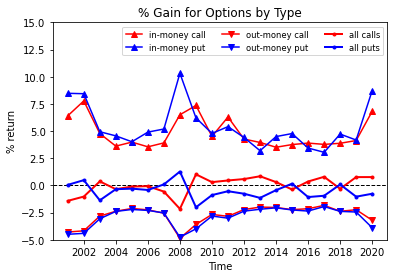 % Gain for Options by Type
in-money call
in-money put
out-money call
out-money put
all calls
all puts
% return
15.0
12.5
10.0
7.5
5.0
2.5
0.0
−2.5
−5.0
2002 2004 2006 2008 2010 2012 2014 2016 2018 2020
Time